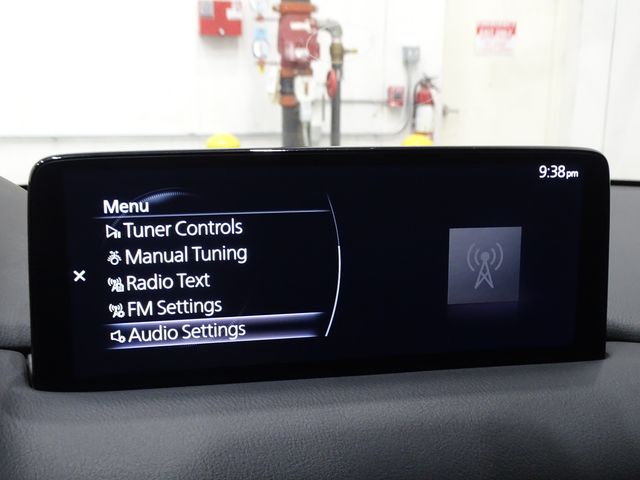 9:38pm
Menu
Tuner Controls
Manual Tuning
Radio Text
FM Settings
Audio Settings